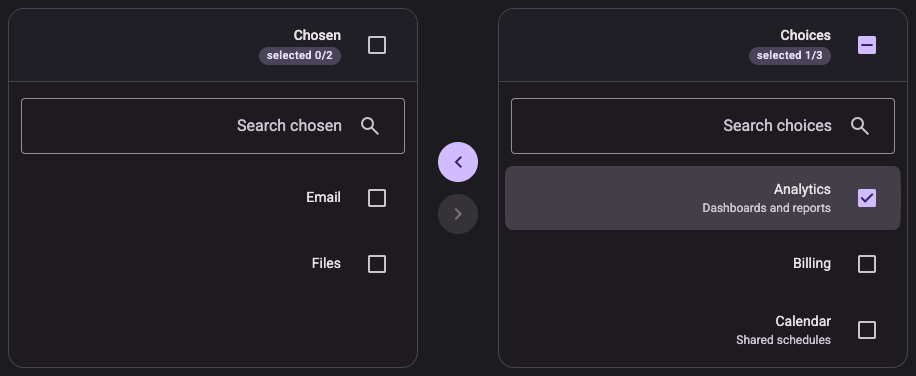 Chosen
selected 0/2
Search chosen
Email
Files
Choices
selected 1/3
Search choices
Analytics
Dashboards and reports
Billing
Calendar
Shared schedules